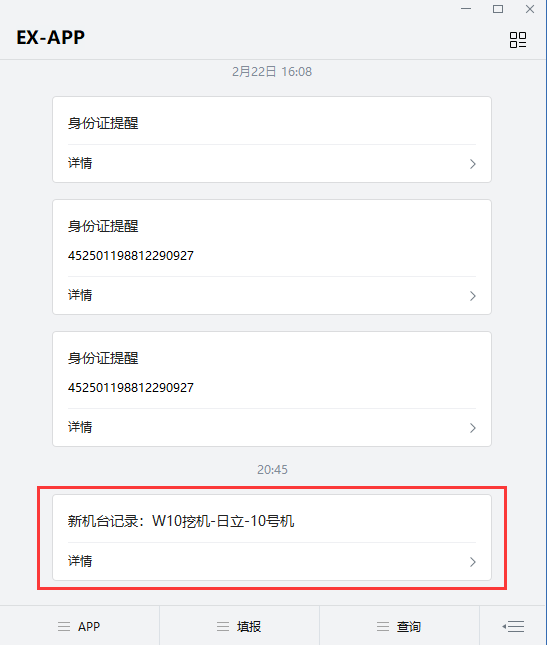 EX-APP
2月22日 16:08
身份证提醒
详情
身份证提醒
452501198812290927
详情
身份证提醒
452501198812290927
详情
20:45
新机台记录：W10挖机-日立-10号机
详情
APP 填报 查询